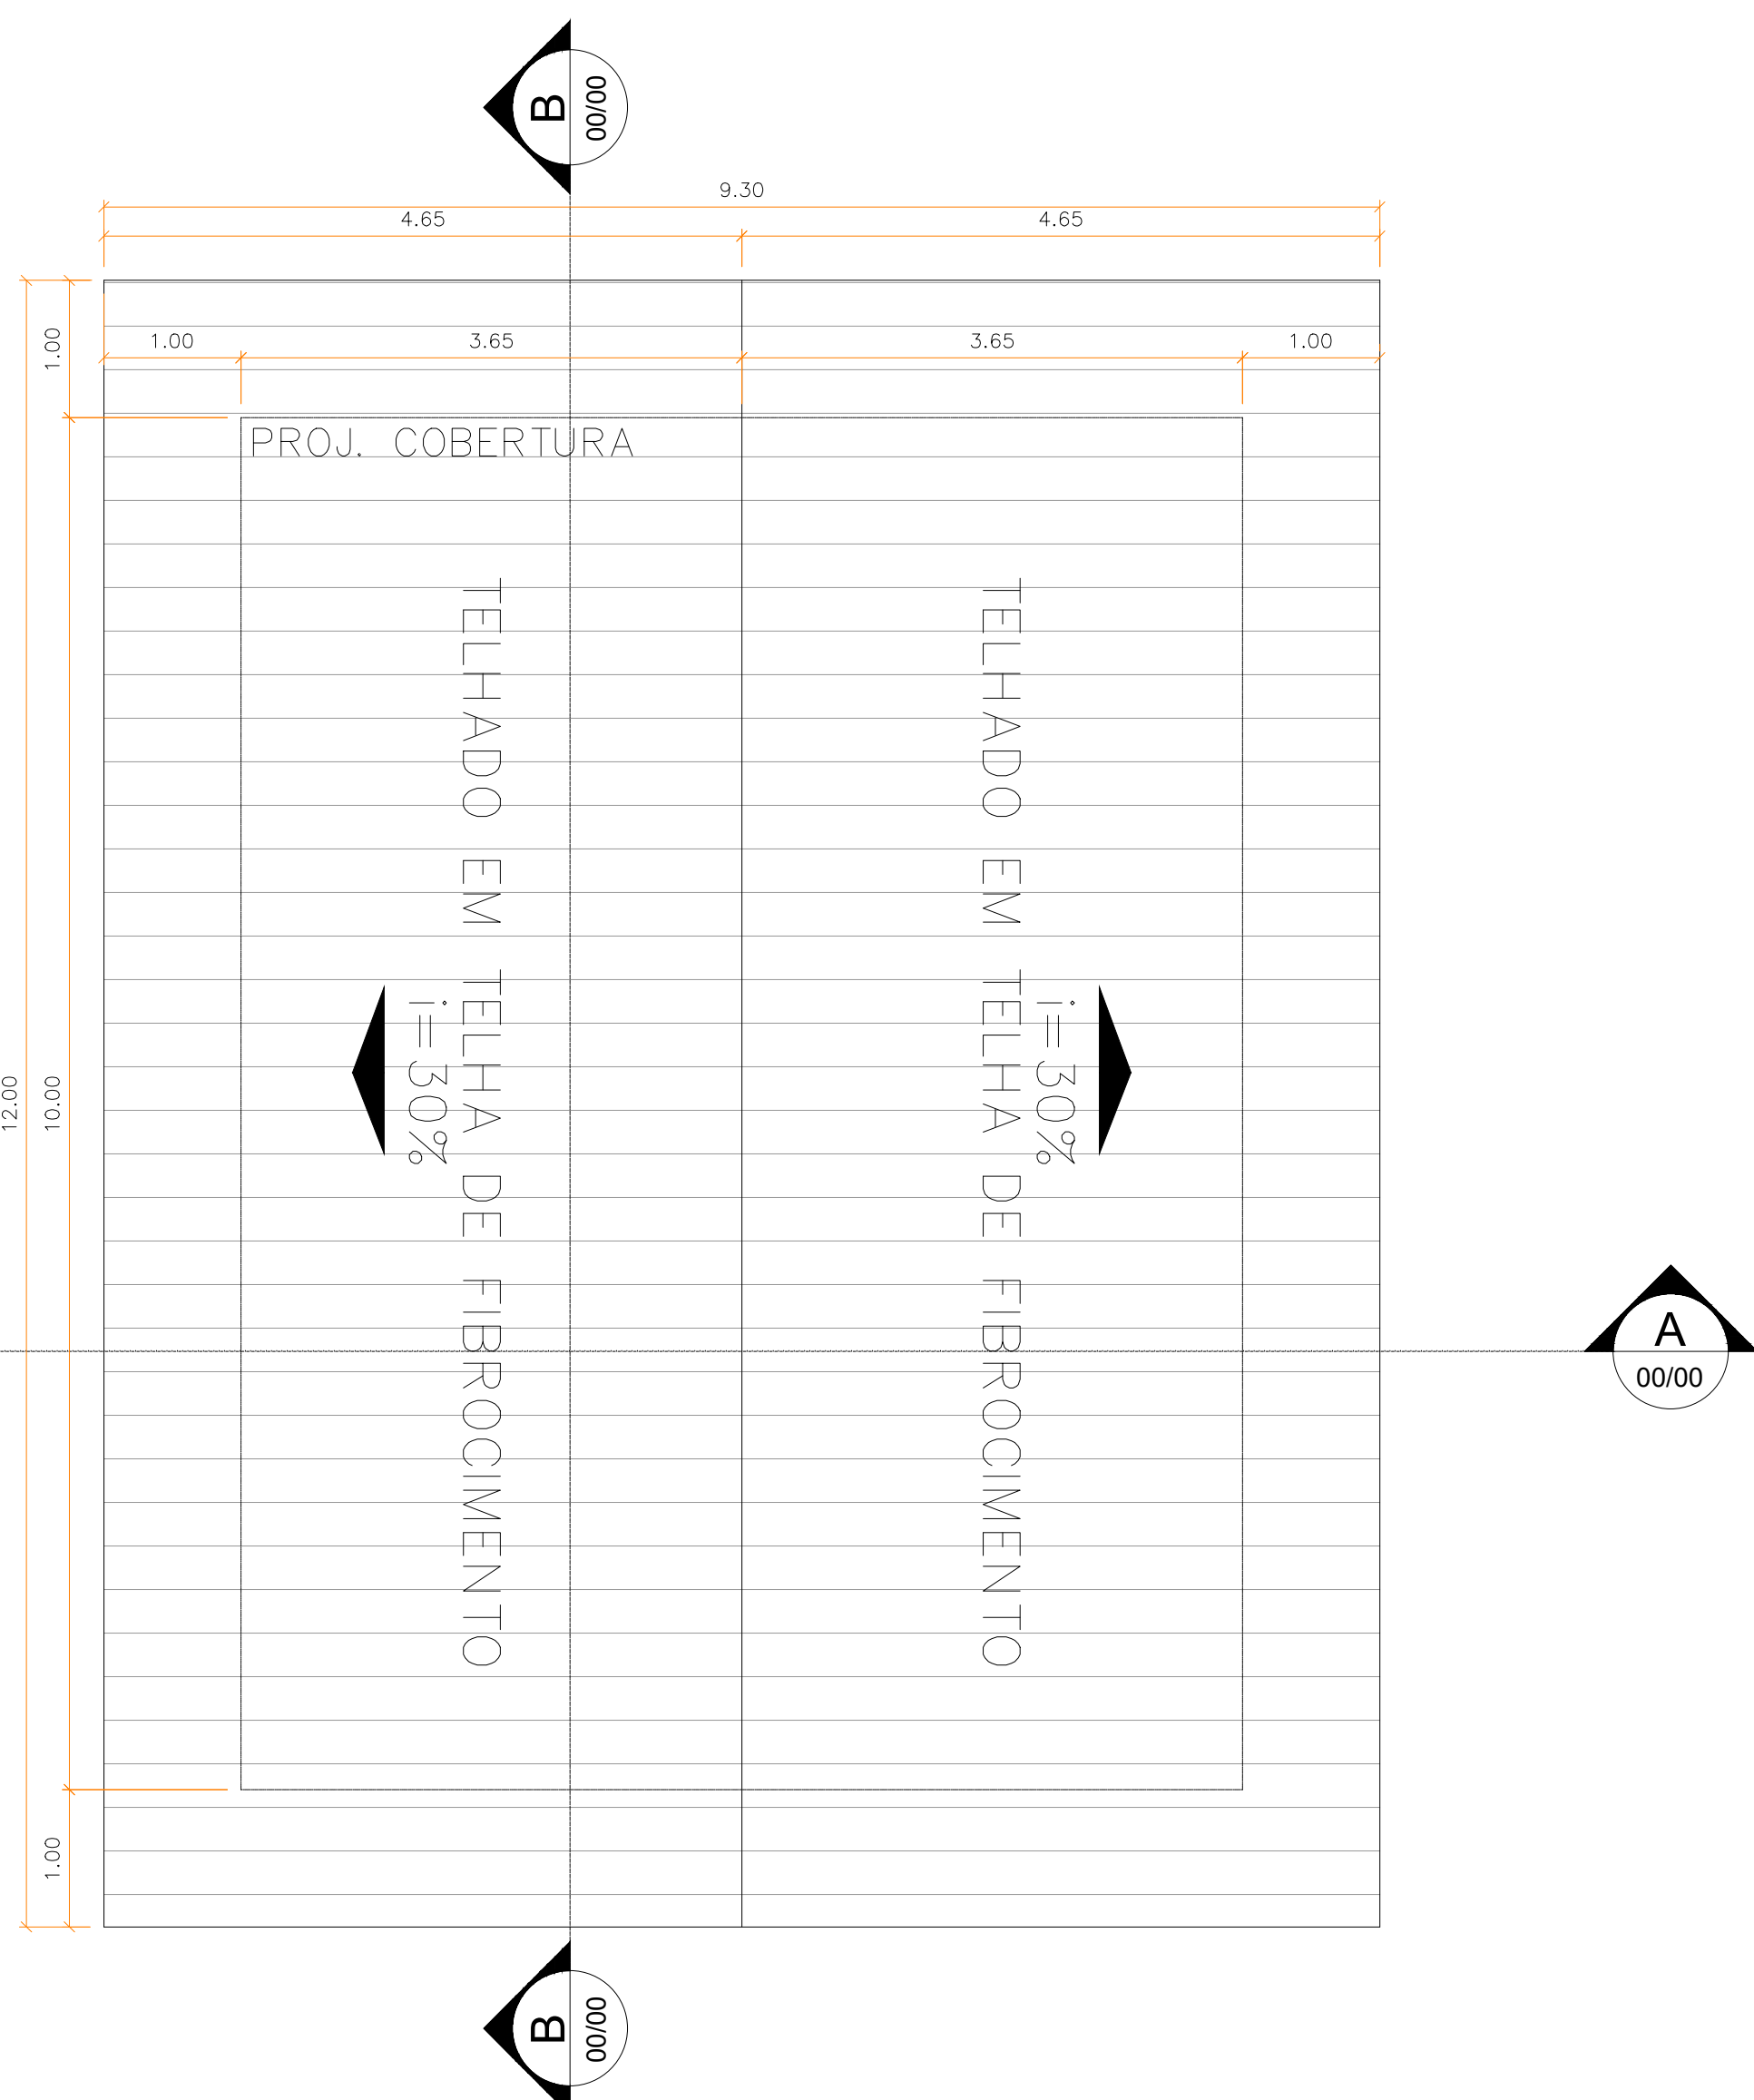 B
00/00
9.30
4.65
4.65
1.00
1.00
3.65
3.65
1.00
PROJ. COBERTURA
TELHADO EM TELHA DE FIBROCIMENTO
i=30%
TELHADO EM TELHA DE FIBROCIMENTO
i=30%
12.00
10.00
A
00/00
1.00
B
00/00